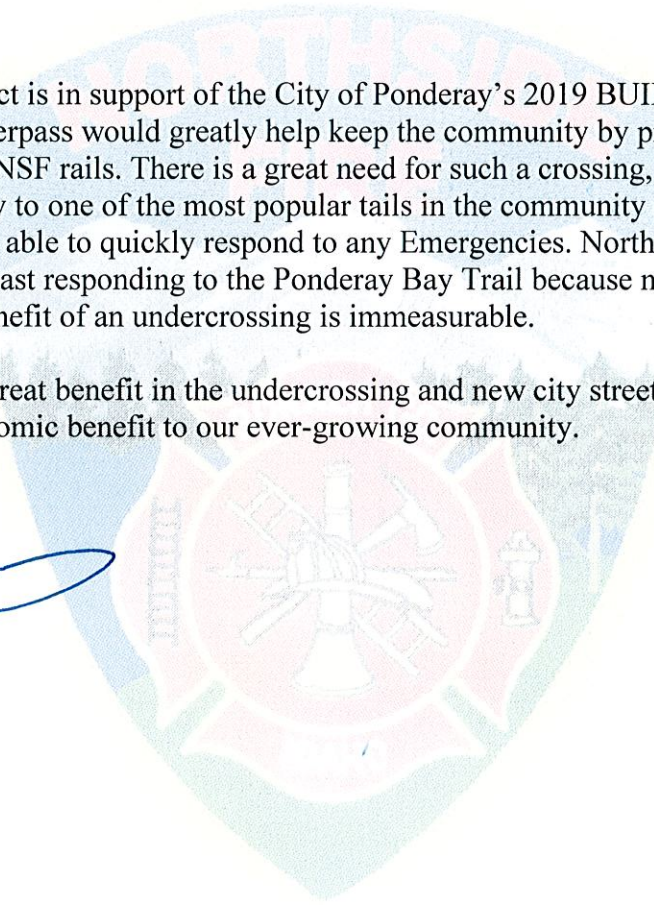 NORTHSIDE
FIRE
ct is in support of the City of Ponderay’s 2019 BUI
erpass would greatly help keep the community by p
NSF rails. There is a great need for such a crossing,
y to one of the most popular tails in the community
able to quickly respond to any Emergencies. North
ast responding to the Ponderay Bay Trail because n
nefit of an undercrossing is immeasurable.
reat benefit in the undercrossing and new city street
omic benefit to our ever-growing community.
IDAHO